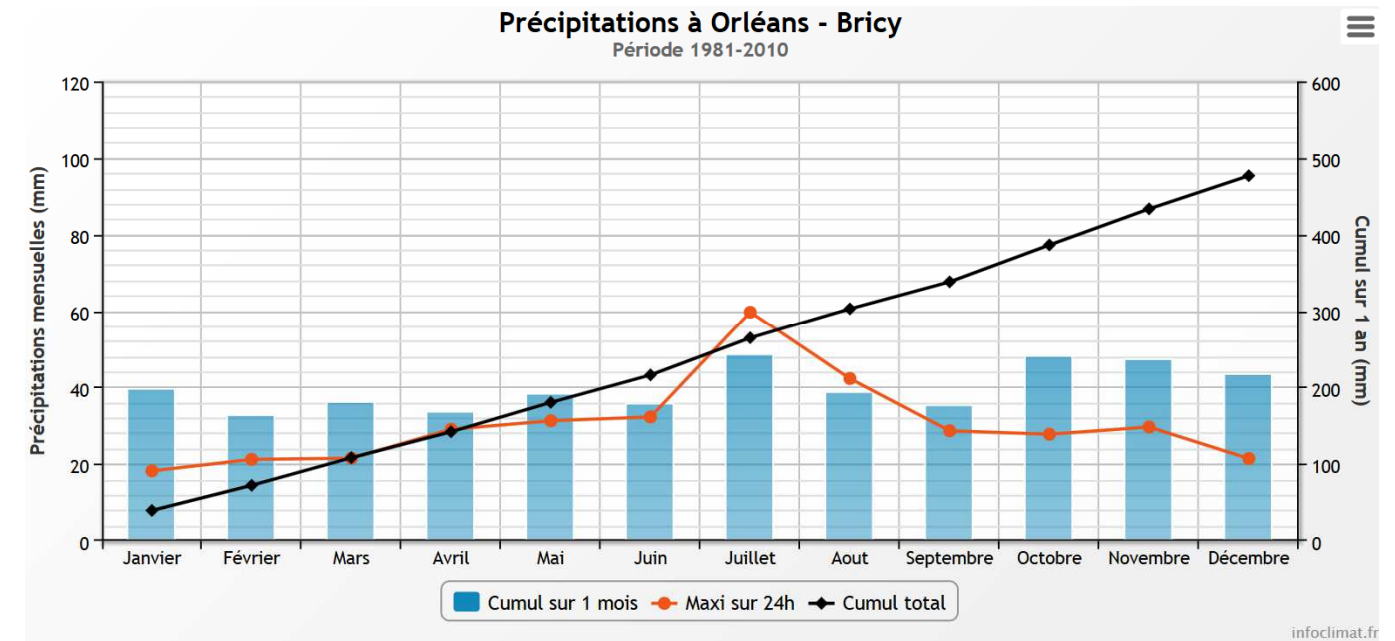 Précipitations à Orléans - Bricy
Période 1981-2010
120
100
80
60
40
20
0
Précipitations mensuelles (mm)
600
500
400
300
200
100
0
Cumul sur 1 an (mm)
Janvier Février Mars Avril Mai Juin Juillet Aout Septembre Octobre Novembre Décembre
Cumul sur 1 mois Maxi sur 24h Cumul total
infoclimat.fr